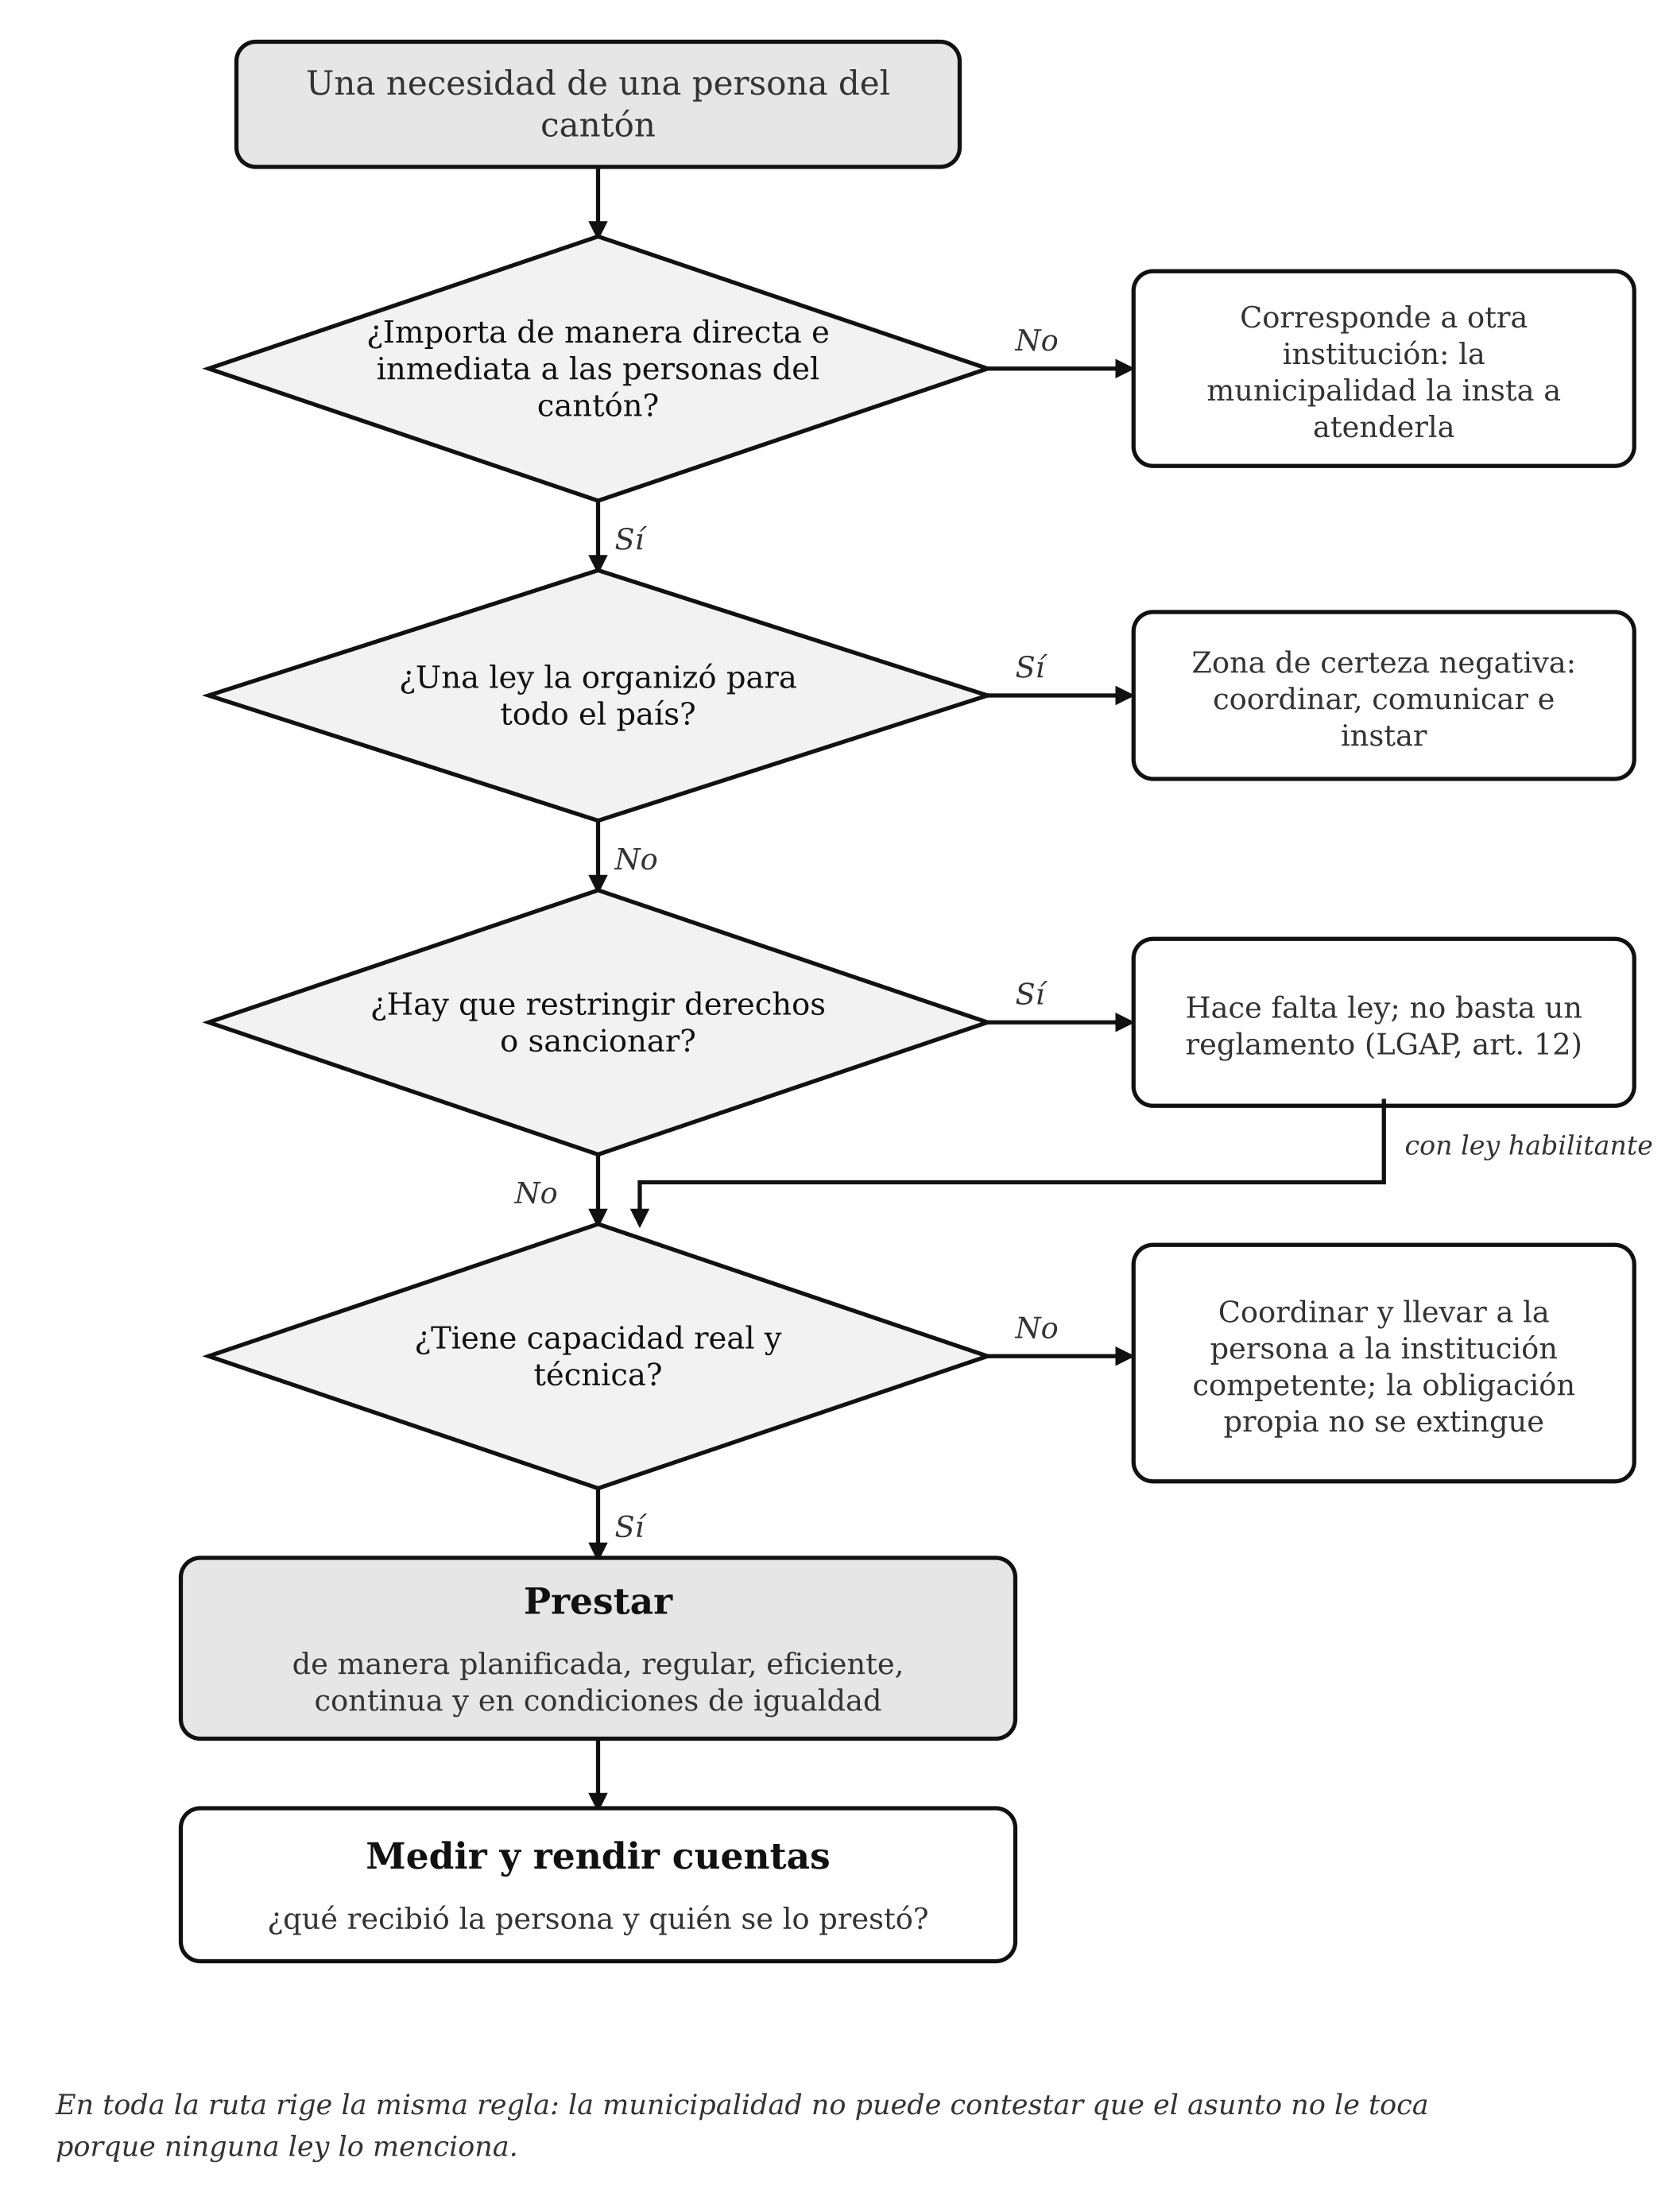 Una necesidad de una persona del
cantón
¿Importa de manera directa e
inmediata a las personas del
cantón?
No
Corresponde a otra
institución: la
municipalidad la insta a
atenderla
Sí
¿Una ley la organizó para
todo el país?
Sí
Zona de certeza negativa:
coordinar, comunicar e
instar
No
¿Hay que restringir derechos
o sancionar?
Sí
Hace falta ley; no basta un
reglamento (LGAP, art. 12)
con ley habilitante
No
¿Tiene capacidad real y
técnica?
No
Coordinar y llevar a la
persona a la institución
competente; la obligación
propia no se extingue
Sí
Prestar
de manera planificada, regular, eficiente,
continua y en condiciones de igualdad
Medir y rendir cuentas
¿qué recibió la persona y quién se lo prestó?
En toda la ruta rige la misma regla: la municipalidad no puede contestar que el asunto no le toca
porque ninguna ley lo menciona.